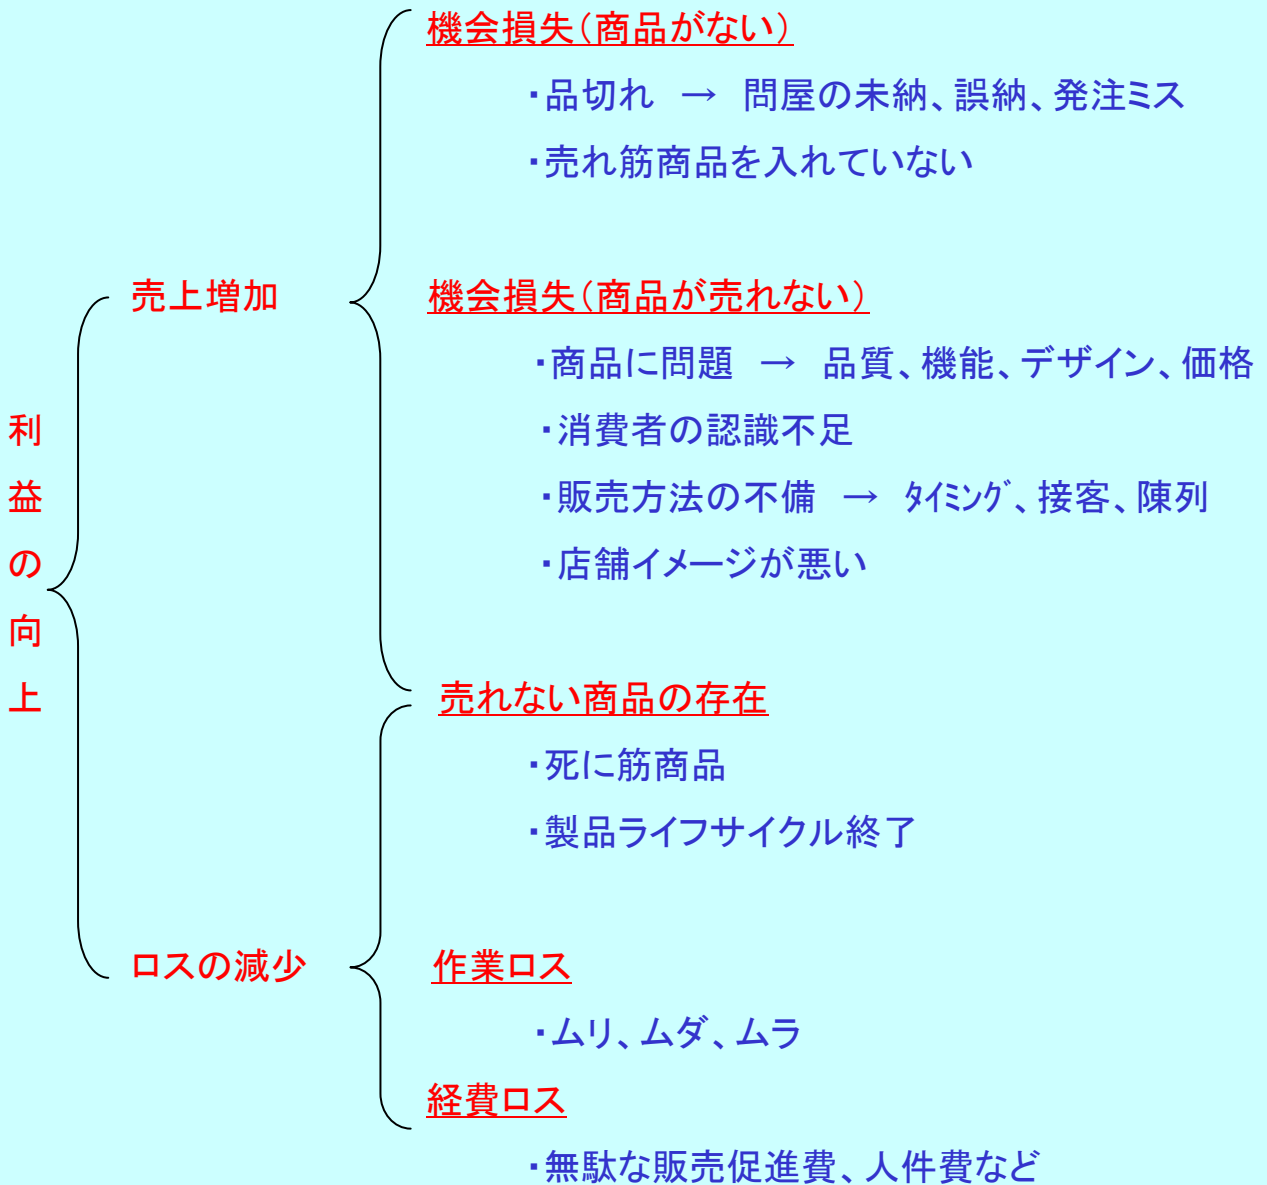 機会損失（商品がない）
・品切れ → 問屋の未納、誤納、発注ミス
・売れ筋商品を入れていない
売上増加
機会損失（商品が売れない）
・商品に問題 → 品質、機能、デザイン、価格
・消費者の認識不足
・販売方法の不備 → ﾀｲﾐﾝｸﾞ、接客、陳列
・店舗イメージが悪い
利益の向上
売れない商品の存在
・死に筋商品
・製品ライフサイクル終了
ロスの減少
作業ロス
・ムリ、ムダ、ムラ
経費ロス
・無駄な販売促進費、人件費など